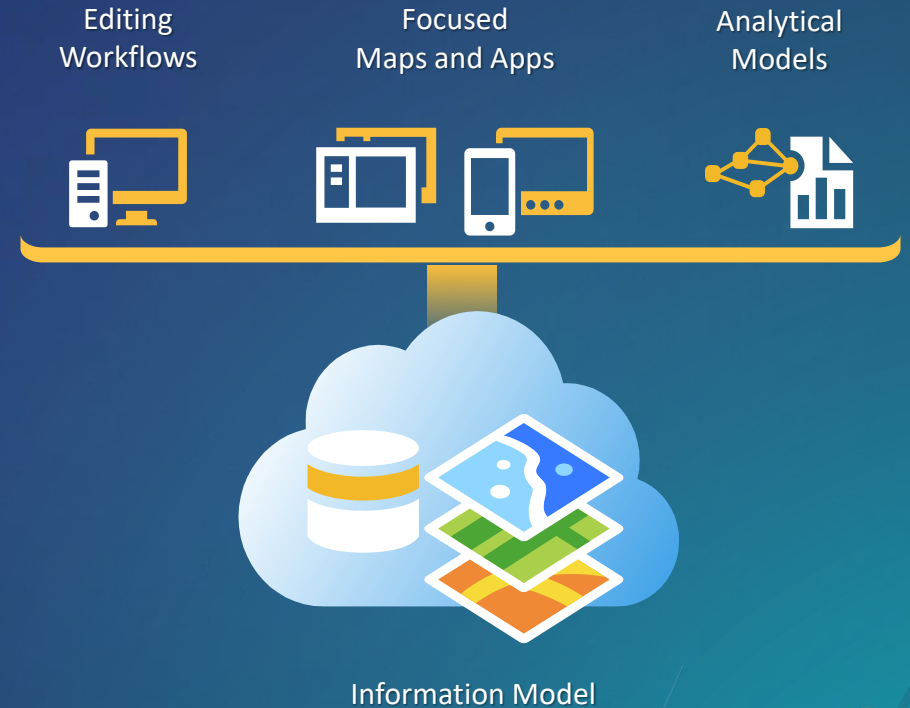 Editing
Workflows
Focused
Maps and Apps
Analytical
Models
Information Model